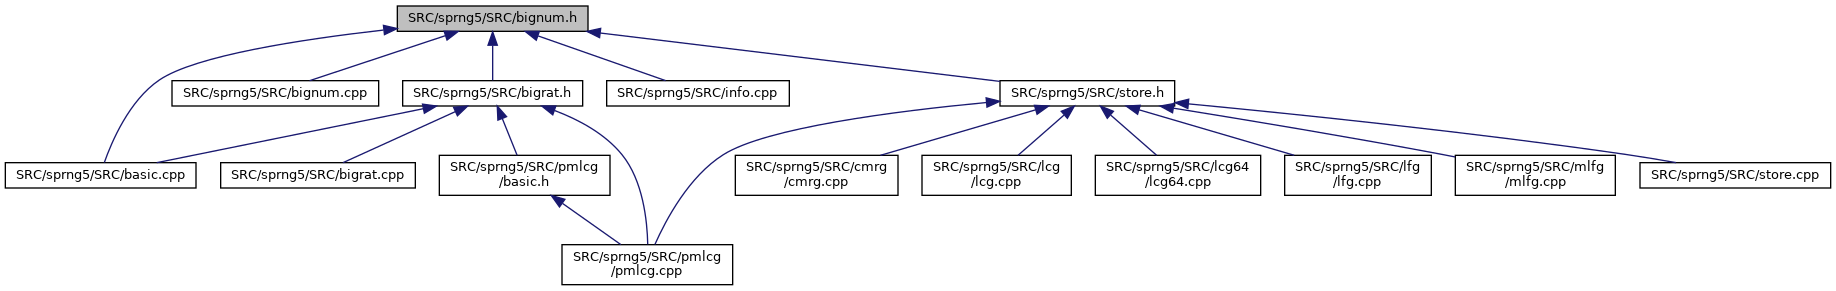 SRC/sprng5/SRC/bignum.h
SRC/sprng5/SRC/bignum.cpp
SRC/sprng5/SRC/bigrat.h
SRC/sprng5/SRC/info.cpp
SRC/sprng5/SRC/store.h
SRC/sprng5/SRC/basic.cpp
SRC/sprng5/SRC/bigrat.cpp
SRC/sprng5/SRC/pmlcg
/basic.h
SRC/sprng5/SRC/cmrg
/cmrg.cpp
SRC/sprng5/SRC/lcg
/lcg.cpp
SRC/sprng5/SRC/lcg64
/lcg64.cpp
SRC/sprng5/SRC/lfg
/lfg.cpp
SRC/sprng5/SRC/mlfg
/mlfg.cpp
SRC/sprng5/SRC/store.cpp
SRC/sprng5/SRC/pmlcg
/pmlcg.cpp